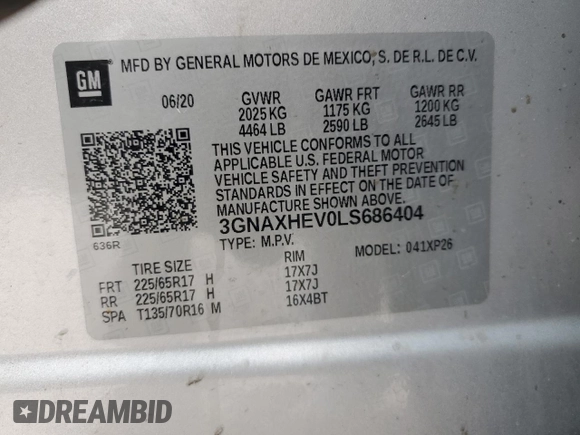 GM
MFD BY GENERAL MOTORS DE MEXICO, S. DE R.L. DE C.V.
06/20 GVWR GAWR FRT GAWR RR
2025 KG 1175 KG 1200 KG
4464 LB 2590 LB 2645 LB
THIS VEHICLE CONFORMS TO ALL
APPLICABLE U.S. FEDERAL MOTOR
VEHICLE SAFETY AND THEFT PREVENTION
STANDARDS IN EFFECT ON THE DATE OF
MANUFACTURE SHOWN ABOVE.
636R
3GNAXHEV0LS686404
TYPE: M.P.V. MODEL: 041XP26
TIRE SIZE RIM
FRT 225/65R17 H 17X7J
RR 225/65R17 H 17X7J
SPA T135/70R16 M 16X4BT
DREAMBID